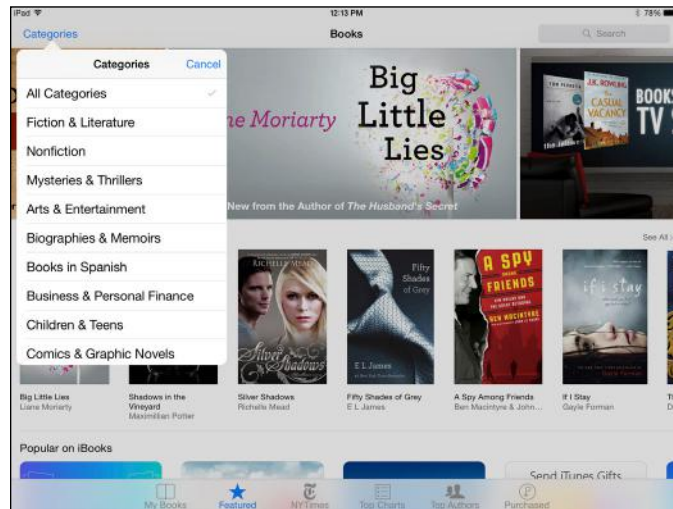 iPad
12:13 PM
78%
Categories
Books
Search
Categories
Cancel
All Categories
Fiction & Literature
Nonfiction
Mysteries & Thrillers
Arts & Entertainment
Biographies & Memoirs
Books in Spanish
Business & Personal Finance
Children & Teens
Comics & Graphic Novels
ne Moriarty
Big
Little
Lies
New from the Author of The Husband's Secret
J.K. ROWLING
THE
CASUAL
VACANCY
BOOKS
TV S
See All
RICHELLE MEAD
Silver Shadows
Fifty
Shades
of Grey
E L James
A SPY
AMONG
FRIENDS
BEN MACINTYRE
if i stay
Gayle Forman
Big Little Lies
Liane Moriarty
Shadows in the
Vineyard
Maximillian Potter
Silver Shadows
Richelle Mead
Fifty Shades of Grey
E L James
A Spy Among Friends
Ben Macintyre & John...
If I Stay
Gayle Forman
Popular on iBooks
Send iTunes Gifts
My Books
Featured
NYTimes
Top Charts
Top Authors
Purchased